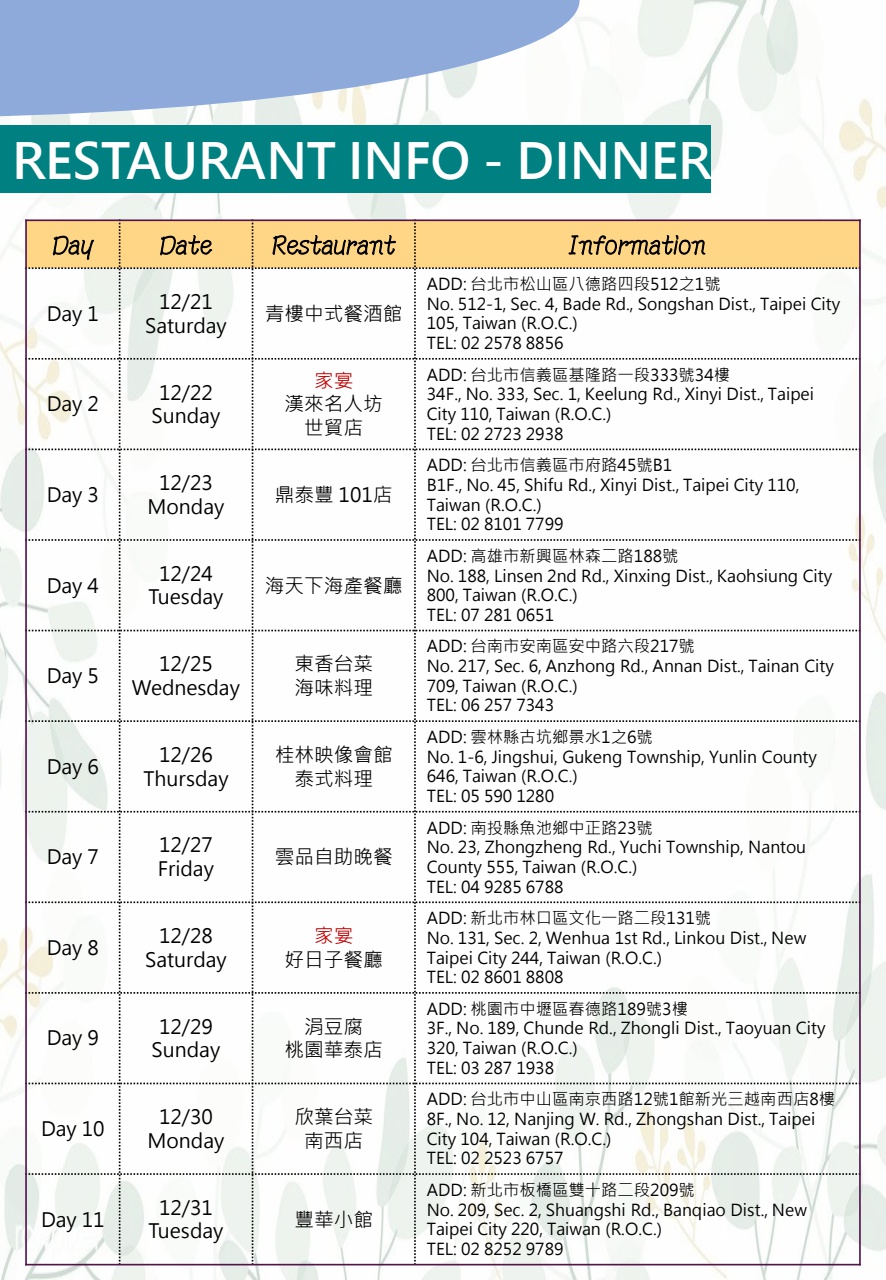 RESTAURANT INFO - DINNER
Day Date Restaurant Information
Day 1
12/21
Saturday
青樓中式餐酒館
ADD: 台北市松山區八德路四段512之1號
No. 512-1, Sec. 4, Bade Rd., Songshan Dist., Taipei City
105, Taiwan (R.O.C.)
TEL: 02 2578 8856
Day 2
12/22
Sunday
家宴
漢來名人坊
世貿店
ADD: 台北市信義區基隆路一段333號34樓
34F., No. 333, Sec. 1, Keelung Rd., Xinyi Dist., Taipei
City 110, Taiwan (R.O.C.)
TEL: 02 2723 2938
Day 3
12/23
Monday
鼎泰豐 101店
ADD: 台北市信義區市府路45號B1
B1F., No. 45, Shifu Rd., Xinyi Dist., Taipei City 110,
Taiwan (R.O.C.)
TEL: 02 8101 7799
Day 4
12/24
Tuesday
海天下海產餐廳
ADD: 高雄市新興區林森二路188號
No. 188, Linsen 2nd Rd., Xinxing Dist., Kaohsiung City
800, Taiwan (R.O.C.)
TEL: 07 281 0651
Day 5
12/25
Wednesday
東香台菜
海味料理
ADD: 台南市安南區安中路六段217號
No. 217, Sec. 6, Anzhong Rd., Annan Dist., Tainan City
709, Taiwan (R.O.C.)
TEL: 06 257 7343
Day 6
12/26
Thursday
桂林映像會館
泰式料理
ADD: 雲林縣古坑鄉景水1之6號
No. 1-6, Jingshui, Gukeng Township, Yunlin County
646, Taiwan (R.O.C.)
TEL: 05 590 1280
Day 7
12/27
Friday
雲品自助晚餐
ADD: 南投縣魚池鄉中正路23號
No. 23, Zhongzheng Rd., Yuchi Township, Nantou
County 555, Taiwan (R.O.C.)
TEL: 04 9285 6788
Day 8
12/28
Saturday
家宴
好日子餐廳
ADD: 新北市林口區文化一路二段131號
No. 131, Sec. 2, Wenhua 1st Rd., Linkou Dist., New
Taipei City 244, Taiwan (R.O.C.)
TEL: 02 8601 8808
Day 9
12/29
Sunday
涓豆腐
桃園華泰店
ADD: 桃園市中壢區春德路189號3樓
3F., No. 189, Chunde Rd., Zhongli Dist., Taoyuan City
320, Taiwan (R.O.C.)
TEL: 03 287 1938
Day 10
12/30
Monday
欣葉台菜
南西店
ADD: 台北市中山區南京西路12號1館新光三越南西店8樓
8F., No. 12, Nanjing W. Rd., Zhongshan Dist., Taipei
City 104, Taiwan (R.O.C.)
TEL: 02 2523 6757
Day 11
12/31
Tuesday
豐華小館
ADD: 新北市板橋區雙十路二段209號
No. 209, Sec. 2, Shuangshi Rd., Banqiao Dist., New
Taipei City 220, Taiwan (R.O.C.)
TEL: 02 8252 9789